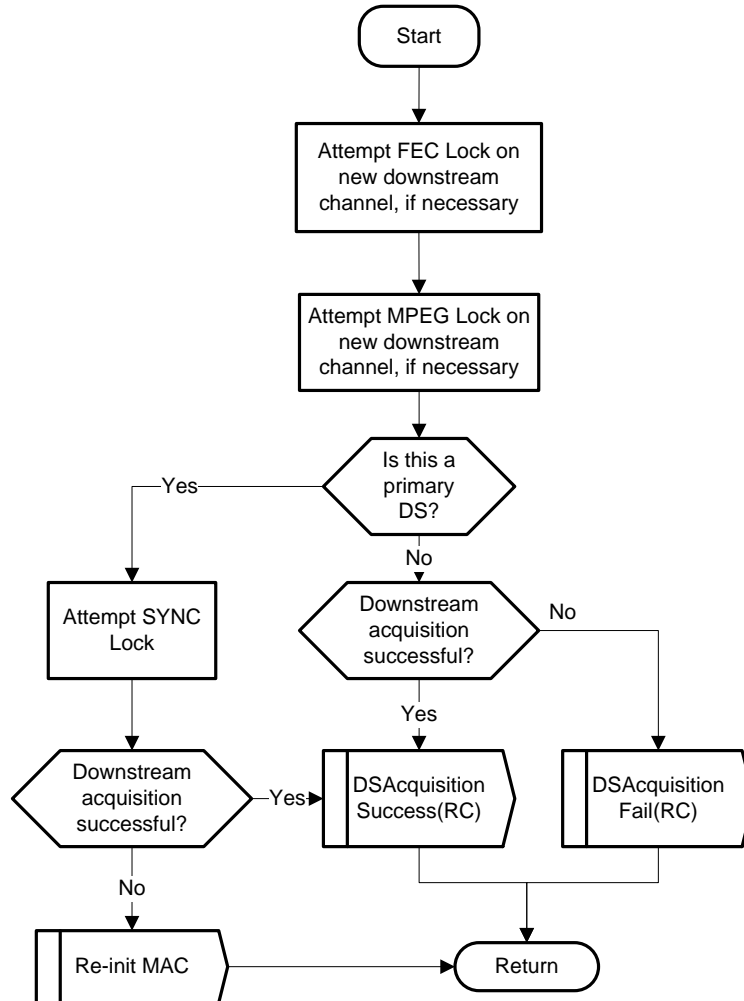 Start
Attempt FEC Lock on
new downstream
channel, if necessary
Attempt MPEG Lock on
new downstream
channel, if necessary
Is this a
primary
DS?
Yes
No
Attempt SYNC
Lock
Downstream
acquisition
successful?
No
Yes
Downstream
acquisition
successful?
Yes
DSAcquisition
Success(RC)
DSAcquisition
Fail(RC)
No
Re-init MAC
Return